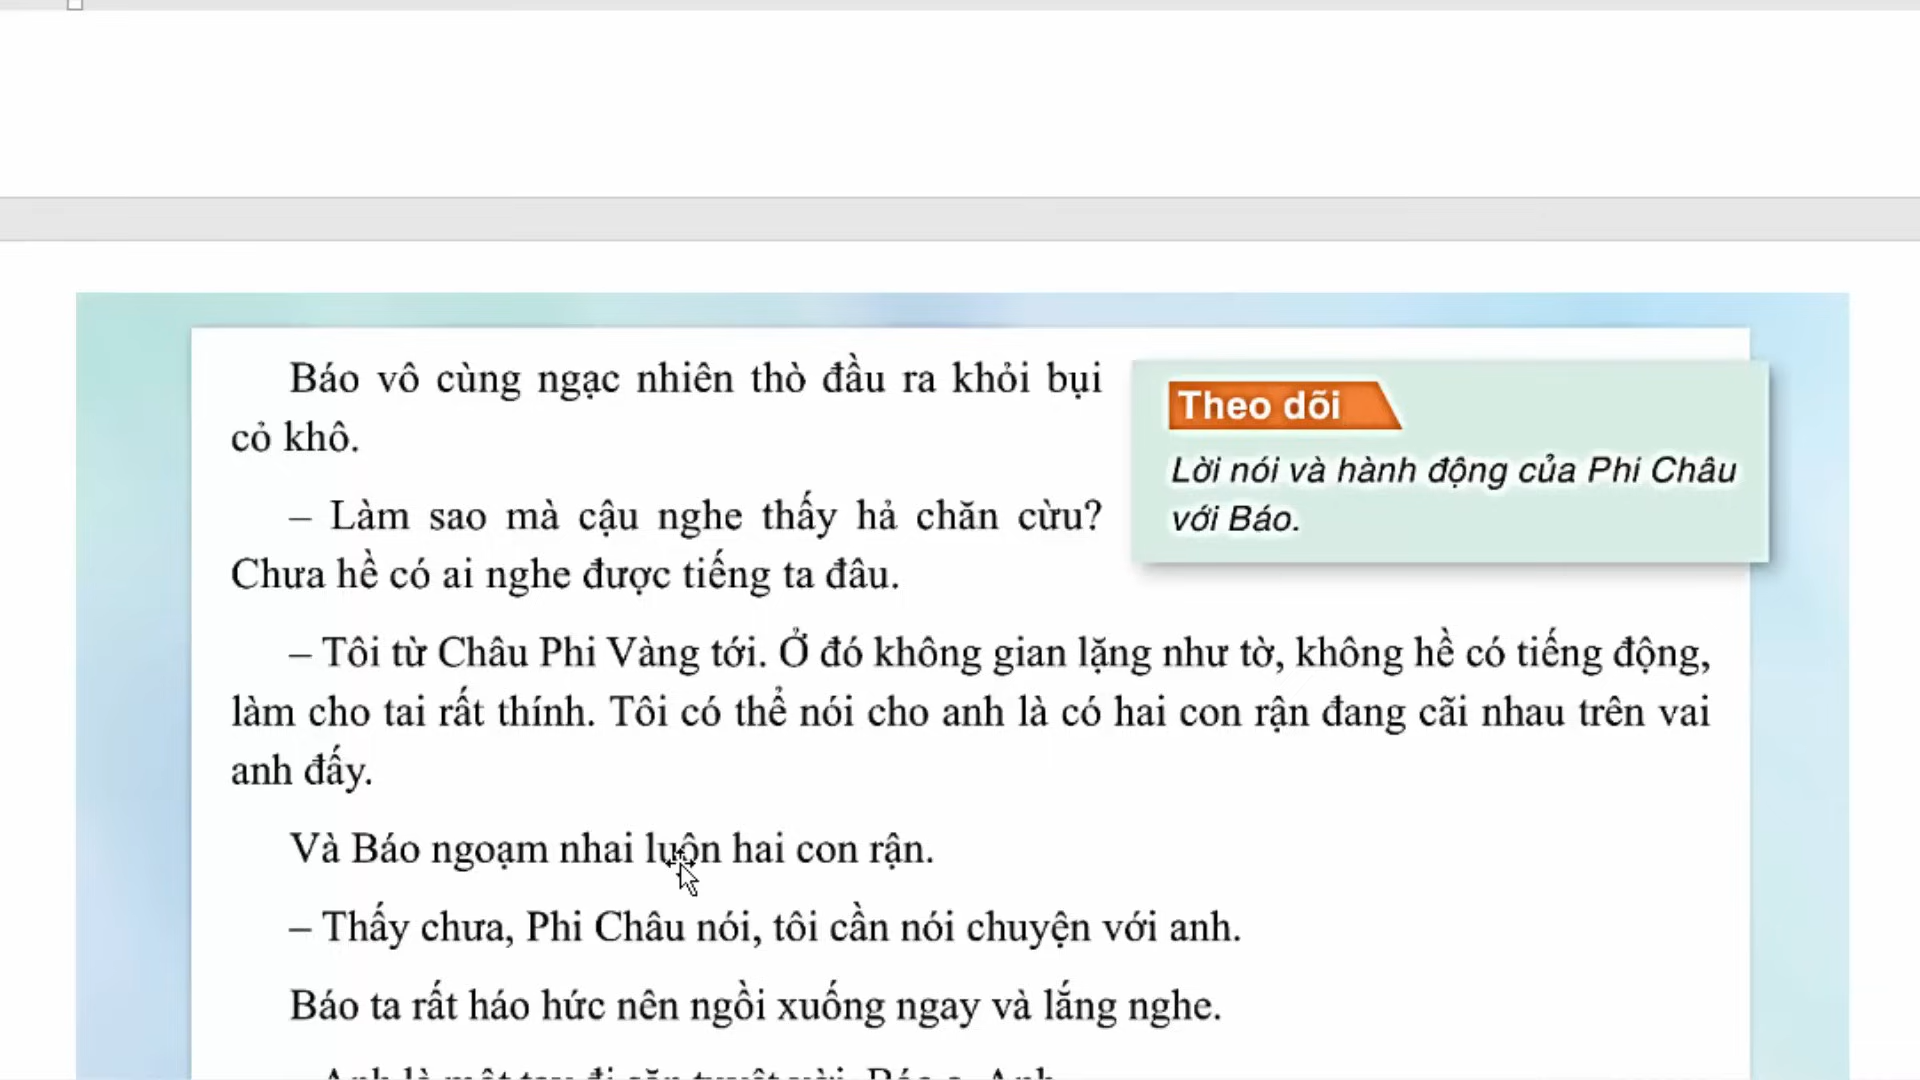 Báo vô cùng ngạc nhiên thò đầu ra khỏi bụi
cỏ khô.
– Làm sao mà cậu nghe thấy hả chăn cừu?
Chưa hề có ai nghe được tiếng ta đâu.
Theo dõi
Lời nói và hành động của Phi Châu
với Báo.
– Tôi từ Châu Phi Vàng tới. Ở đó không gian lặng như tờ, không hề có tiếng động,
làm cho tai rất thính. Tôi có thể nói cho anh là có hai con rận đang cãi nhau trên vai
anh đấy.
Và Báo ngoạm nhai luôn hai con rận.
– Thấy chưa, Phi Châu nói, tôi cần nói chuyện với anh.
Báo ta rất háo hức nên ngồi xuống ngay và lắng nghe.